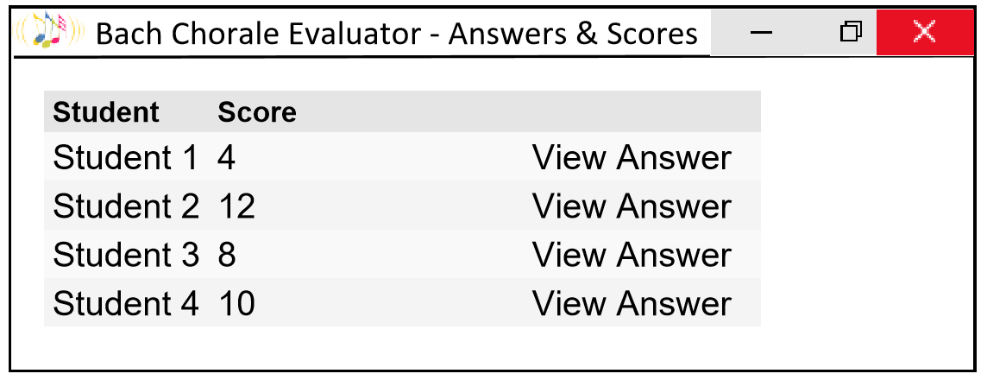 Bach Chorale Evaluator - Answers & Scores
Student Score
Student 1 4 View Answer
Student 2 12 View Answer
Student 3 8 View Answer
Student 4 10 View Answer